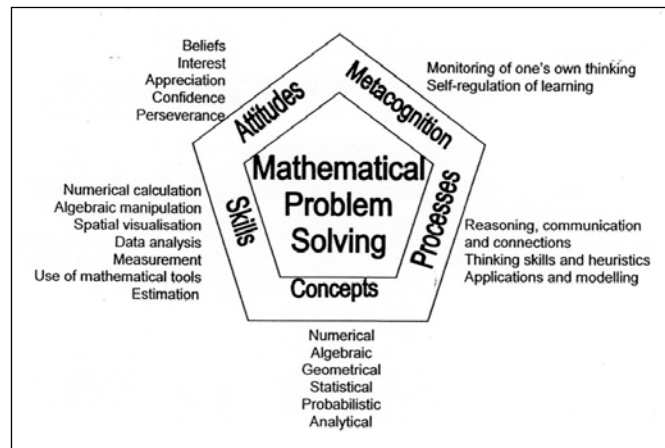 Beliefs
Interest
Appreciation
Confidence
Perseverance
Attitudes
Metacognition
Monitoring of one's own thinking
Self-regulation of learning
Mathematical
Problem
Solving
Numerical calculation
Algebraic manipulation
Spatial visualisation
Data analysis
Measurement
Use of mathematical tools
Estimation
Skills
Processes
Reasoning, communication
and connections
Thinking skills and heuristics
Applications and modelling
Concepts
Numerical
Algebraic
Geometrical
Statistical
Probabilistic
Analytical